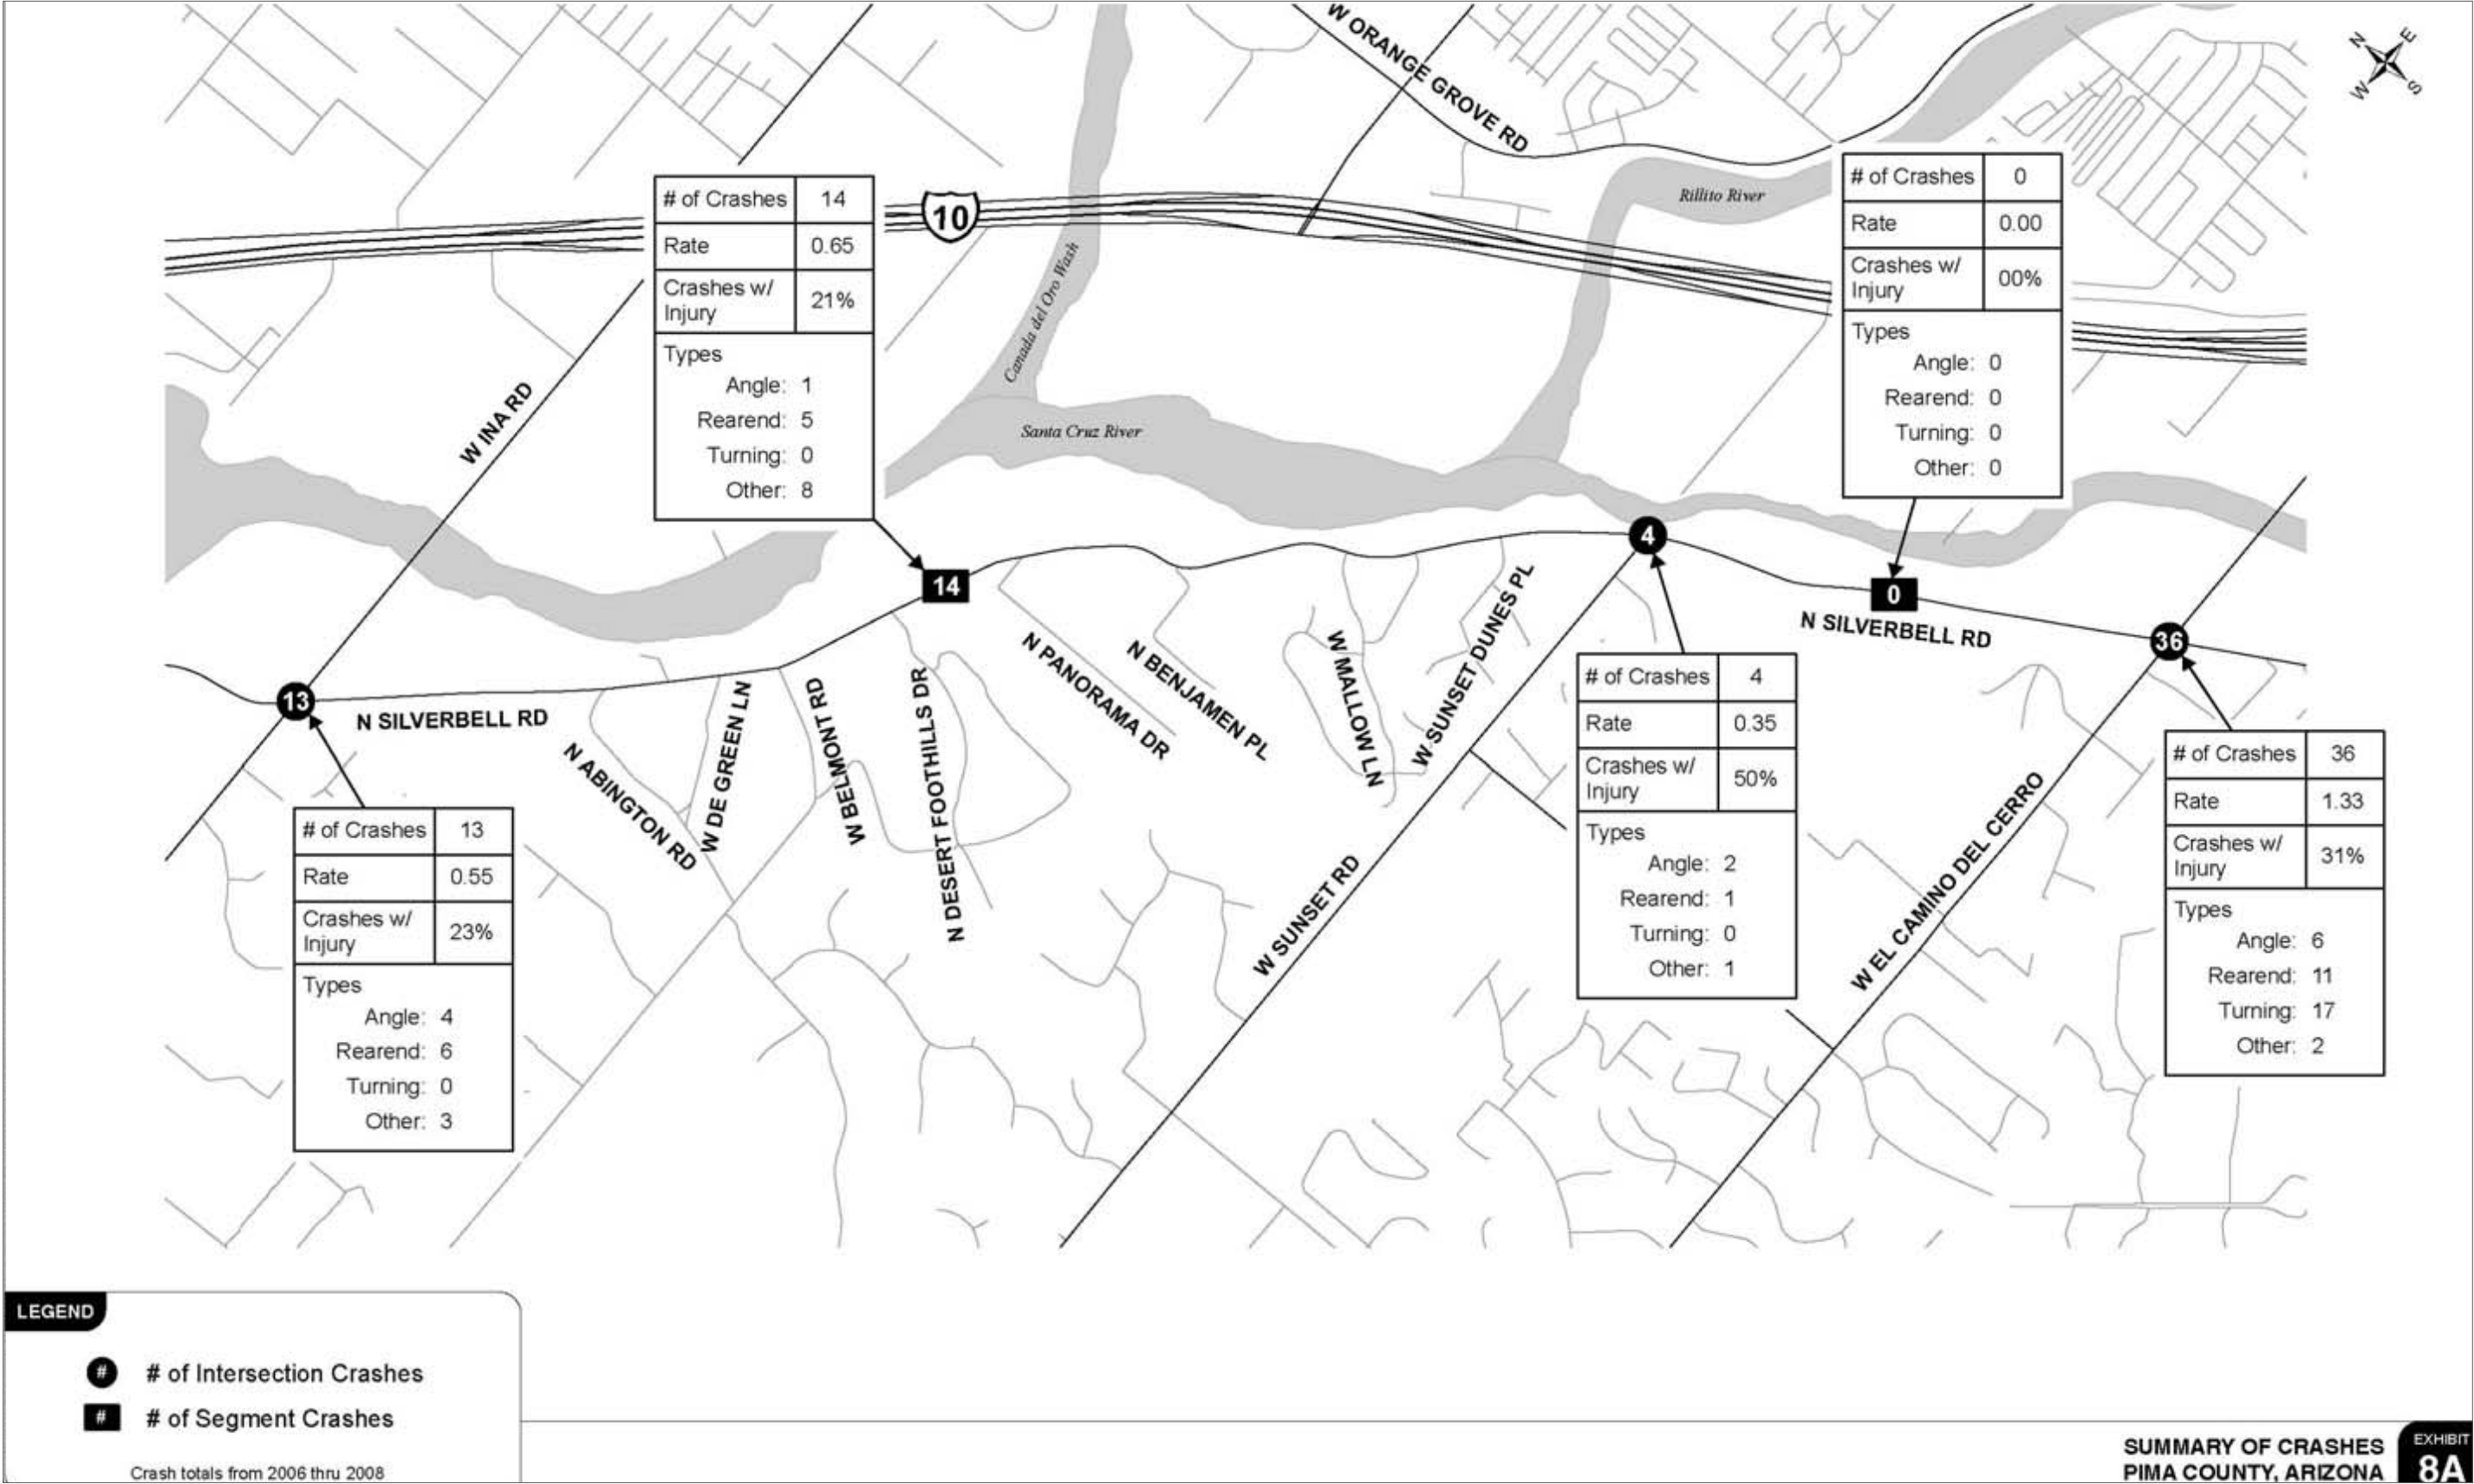 W ORANGE GROVE RD
N
E
W
S
10
Rillito River
Canada del Oro Wash
Santa Cruz River
W INA RD
# of Crashes 14
Rate 0.65
Crashes w/
Injury 21%
Types
Angle: 1
Rearend: 5
Turning: 0
Other: 8
# of Crashes 0
Rate 0.00
Crashes w/
Injury 00%
Types
Angle: 0
Rearend: 0
Turning: 0
Other: 0
13
14
4
0
36
N SILVERBELL RD
N SILVERBELL RD
N ABINGTON RD
W DE GREEN LN
W BELMONT RD
N DESERT FOOTHILLS DR
N PANORAMA DR
N BENJAMEN PL
W MALLOW LN
W SUNSET DUNES PL
W SUNSET RD
W EL CAMINO DEL CERRO
# of Crashes 13
Rate 0.55
Crashes w/
Injury 23%
Types
Angle: 4
Rearend: 6
Turning: 0
Other: 3
# of Crashes 4
Rate 0.35
Crashes w/
Injury 50%
Types
Angle: 2
Rearend: 1
Turning: 0
Other: 1
# of Crashes 36
Rate 1.33
Crashes w/
Injury 31%
Types
Angle: 6
Rearend: 11
Turning: 17
Other: 2
LEGEND
# # of Intersection Crashes
# # of Segment Crashes
Crash totals from 2006 thru 2008
SUMMARY OF CRASHES
PIMA COUNTY, ARIZONA
EXHIBIT
8A